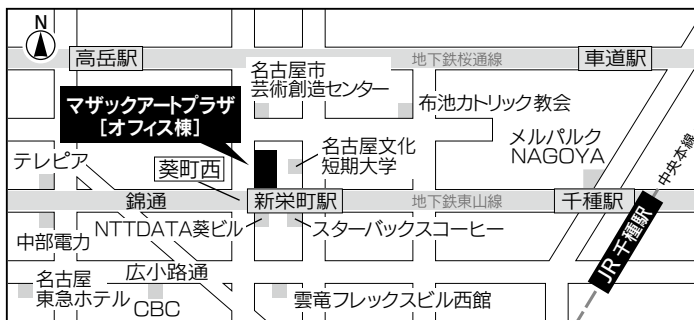 N
高岳駅
地下鉄桜通線
車道駅
名古屋市
芸術創造センター
マザックアートプラザ
[オフィス棟]
布池カトリック教会
メルパルク
NAGOYA
中央本線
名古屋文化
短期大学
テレピア
葵町西
錦通
新栄町駅
地下鉄東山線
千種駅
JR千種駅
NTTDATA葵ビル
スターバックスコーヒー
中部電力
広小路通
名古屋
東急ホテル
CBC
雲竜フレックスビル西館